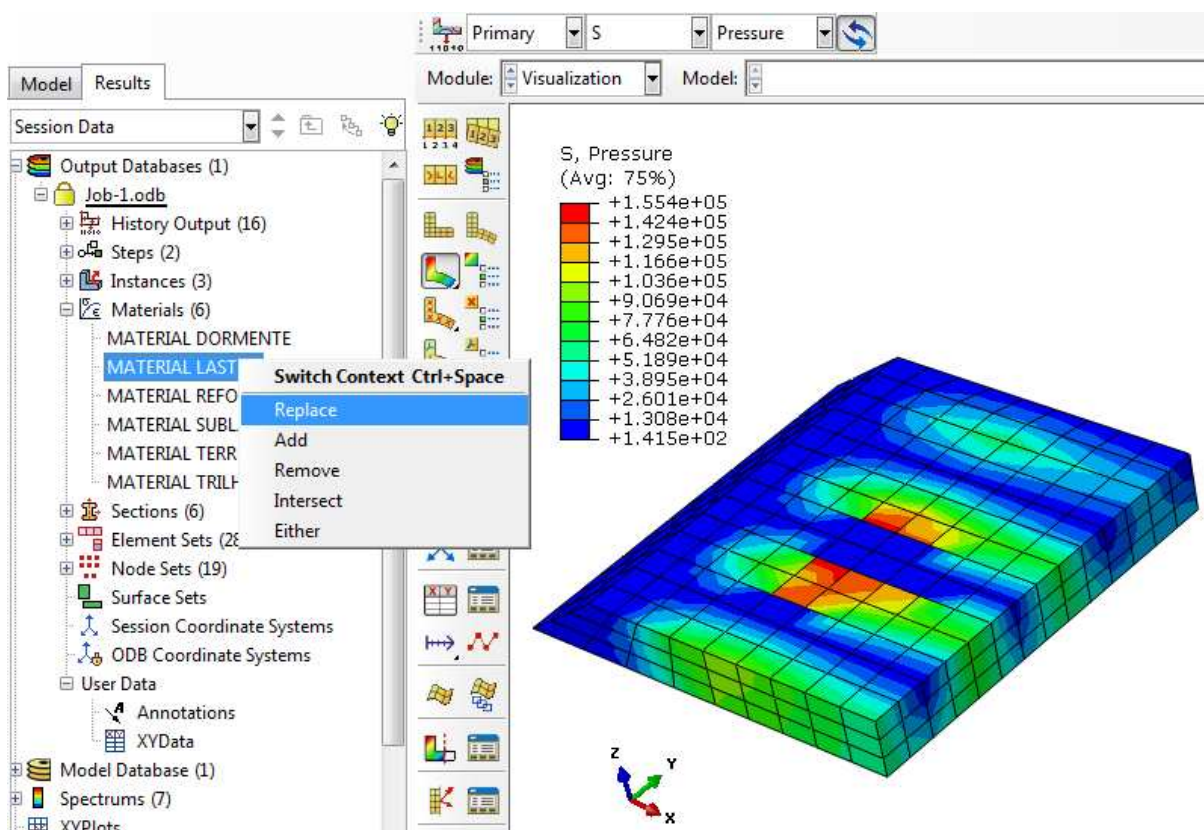 Primary S Pressure
Model Results
Module: Visualization Model:
Session Data
Output Databases (1)
Job-1.odb
History Output (16)
Steps (2)
Instances (3)
Materials (6)
MATERIAL DORMENTE
MATERIAL LAST
MATERIAL REFO
MATERIAL SUBL
MATERIAL TERR
MATERIAL TRILH
Sections (6)
Element Sets (28
Node Sets (19)
Surface Sets
Session Coordinate Systems
ODB Coordinate Systems
User Data
Annotations
XYData
Model Database (1)
Spectrums (7)
XYPlots
Switch Context Ctrl+Space
Replace
Add
Remove
Intersect
Either
S, Pressure
(Avg: 75%)
+1.554e+05
+1.424e+05
+1.295e+05
+1.166e+05
+1.036e+05
+9.069e+04
+7.776e+04
+6.482e+04
+5.189e+04
+3.895e+04
+2.601e+04
+1.308e+04
+1.415e+02
Z
Y
X